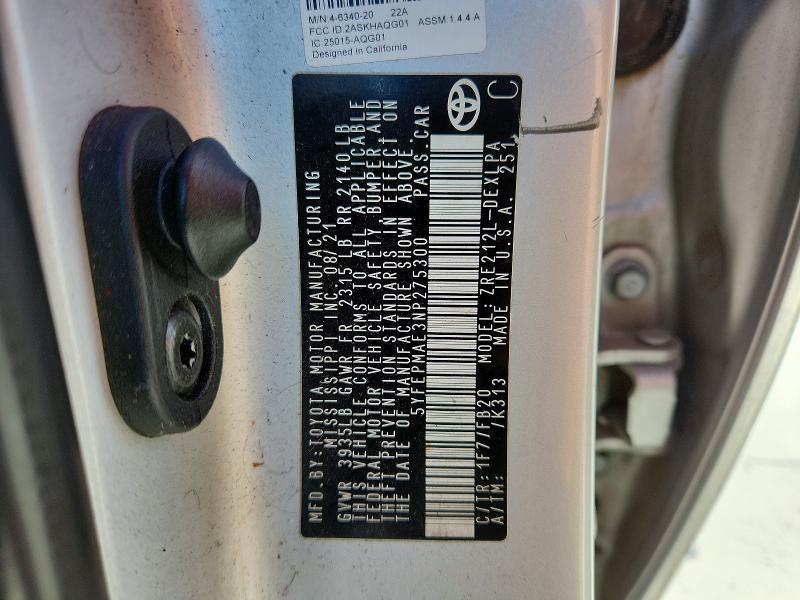 M/N:4-6340-20 22A
FCC ID:2ASKHAQG01 ASSM:1.4.4.A
IC:25015-AQG01
Designed in California
MFD. BY: TOYOTA MOTOR MANUFACTURING
MISSISSIPPI INC. 08/21
GVWR 3935LB GAWR FR 2315 LB RR 2140LB
THIS VEHICLE CONFORMS TO ALL APPLICABLE
FEDERAL MOTOR VEHICLE SAFETY, BUMPER, AND
THEFT PREVENTION STANDARDS IN EFFECT ON
THE DATE OF MANUFACTURE SHOWN ABOVE.
5YFEPMAE3NP275300 PASS. CAR
C/TR: 1F7/FB20 MODEL: ZRE212L-DEXLPA
A/TM: /K313 MADE IN U.S.A. 251
C